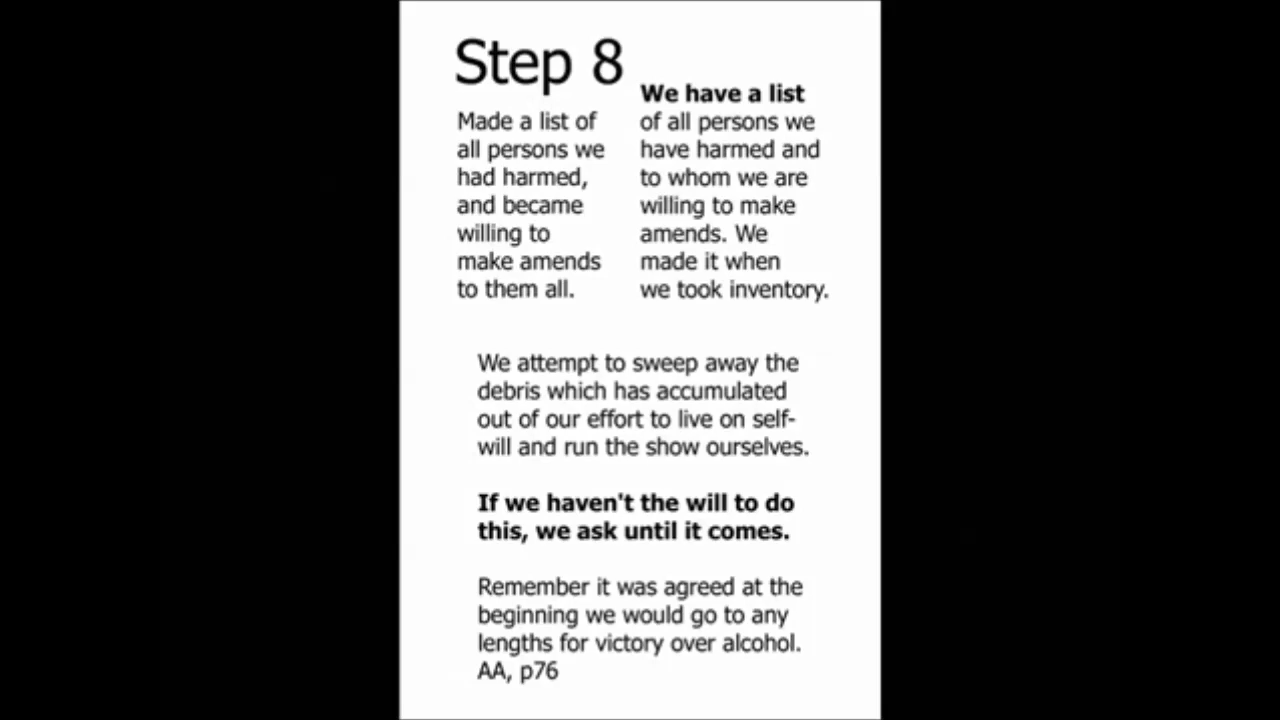 Step 8
Made a list of
all persons we
had harmed,
and became
willing to
make amends
to them all.
We have a list
of all persons we
have harmed and
to whom we are
willing to make
amends. We
made it when
we took inventory.
We attempt to sweep away the
debris which has accumulated
out of our effort to live on self-
will and run the show ourselves.
If we haven't the will to do
this, we ask until it comes.
Remember it was agreed at the
beginning we would go to any
lengths for victory over alcohol.
AA, p76